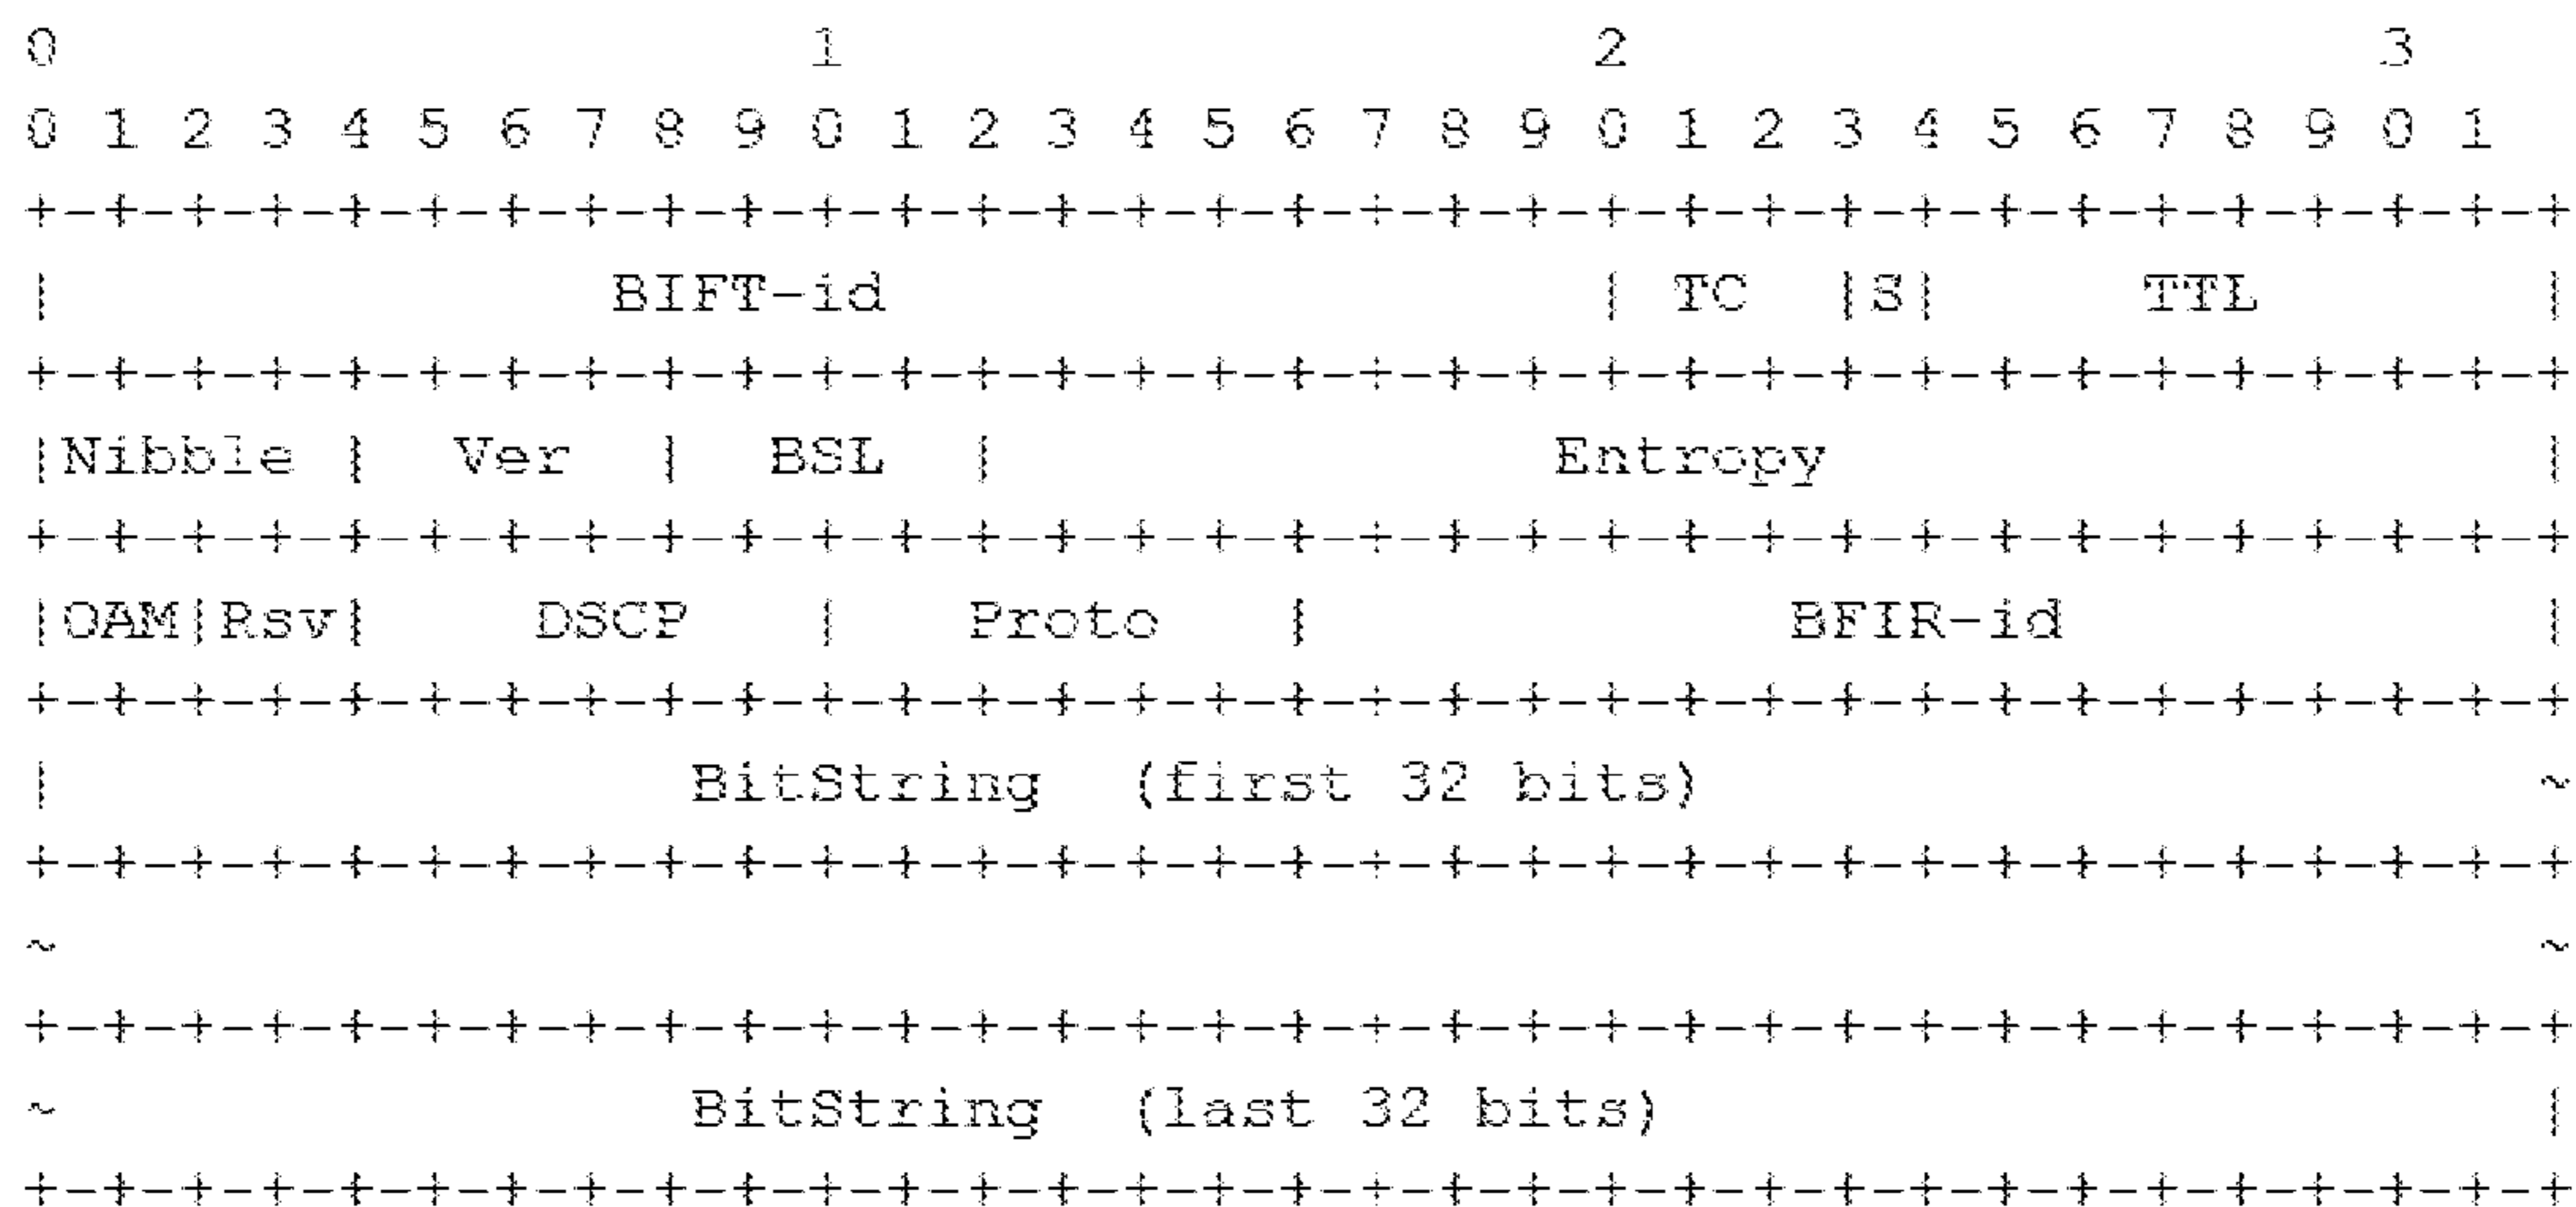 0                   1                   2                   3
0 1 2 3 4 5 6 7 8 9 0 1 2 3 4 5 6 7 8 9 0 1 2 3 4 5 6 7 8 9 0 1
+-+-+-+-+-+-+-+-+-+-+-+-+-+-+-+-+-+-+-+-+-+-+-+-+-+-+-+-+-+-+-+-+
|              BIFT-id                  | TC  |S|     TTL       |
+-+-+-+-+-+-+-+-+-+-+-+-+-+-+-+-+-+-+-+-+-+-+-+-+-+-+-+-+-+-+-+-+
|Nibble |  Ver  |  BSL  |              Entropy                  |
+-+-+-+-+-+-+-+-+-+-+-+-+-+-+-+-+-+-+-+-+-+-+-+-+-+-+-+-+-+-+-+-+
|OAM|Rsv|    DSCP   |   Proto   |            BFIR-id            |
+-+-+-+-+-+-+-+-+-+-+-+-+-+-+-+-+-+-+-+-+-+-+-+-+-+-+-+-+-+-+-+-+
|                BitString  (first 32 bits)                     ~
+-+-+-+-+-+-+-+-+-+-+-+-+-+-+-+-+-+-+-+-+-+-+-+-+-+-+-+-+-+-+-+-+
~                                                               ~
+-+-+-+-+-+-+-+-+-+-+-+-+-+-+-+-+-+-+-+-+-+-+-+-+-+-+-+-+-+-+-+-+
~                BitString  (last 32 bits)                      |
+-+-+-+-+-+-+-+-+-+-+-+-+-+-+-+-+-+-+-+-+-+-+-+-+-+-+-+-+-+-+-+-+